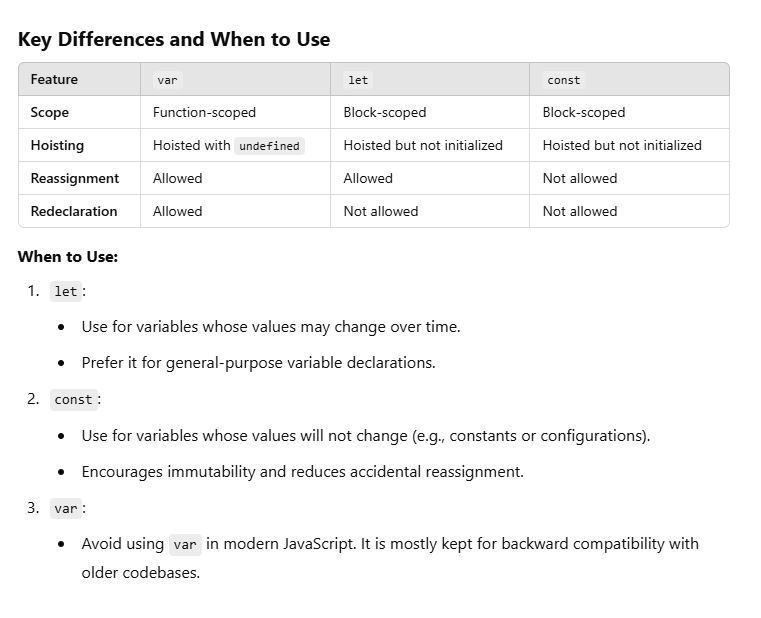 Key Differences and When to Use
Feature var let const
Scope Function-scoped Block-scoped Block-scoped
Hoisting Hoisted with undefined Hoisted but not initialized Hoisted but not initialized
Reassignment Allowed Allowed Not allowed
Redeclaration Allowed Not allowed Not allowed
When to Use:
1. let:
• Use for variables whose values may change over time.
• Prefer it for general-purpose variable declarations.
2. const:
• Use for variables whose values will not change (e.g., constants or configurations).
• Encourages immutability and reduces accidental reassignment.
3. var:
• Avoid using var in modern JavaScript. It is mostly kept for backward compatibility with
older codebases.